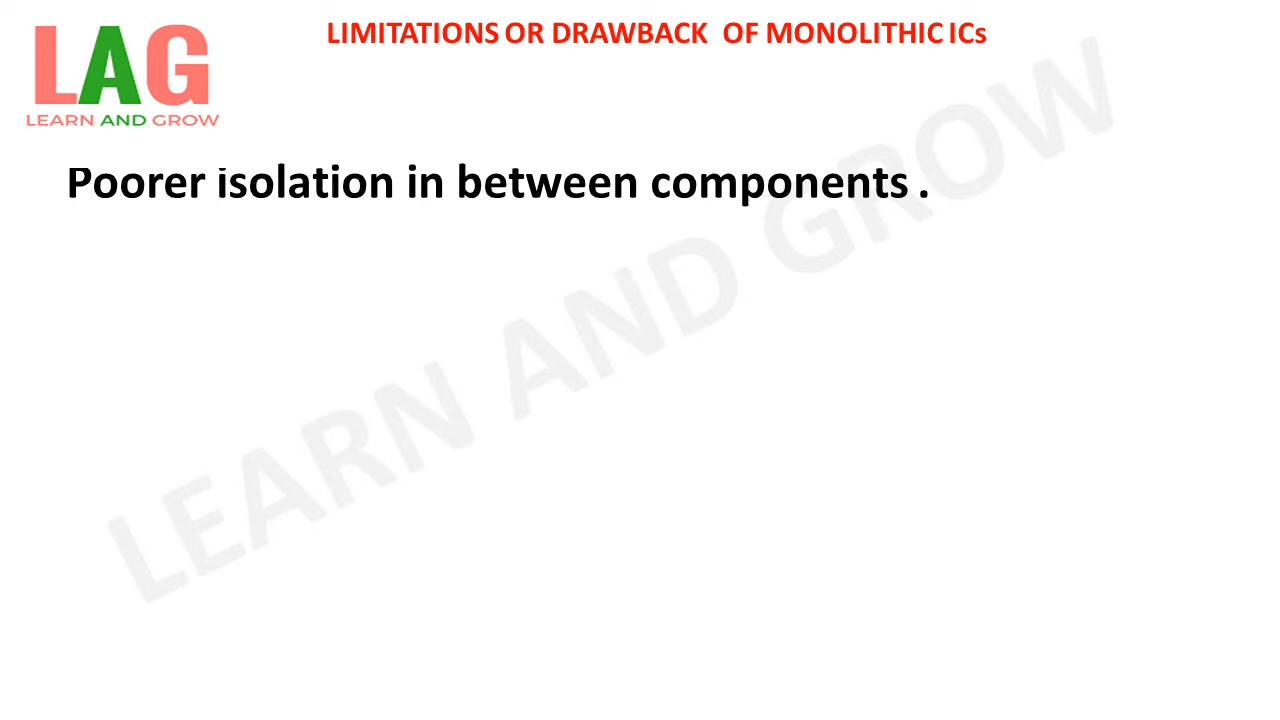 LIMITATIONS OR DRAWBACK OF MONOLITHIC ICs
LAG
LEARN AND GROW
Poorer isolation in between components .
LEARN AND GROW